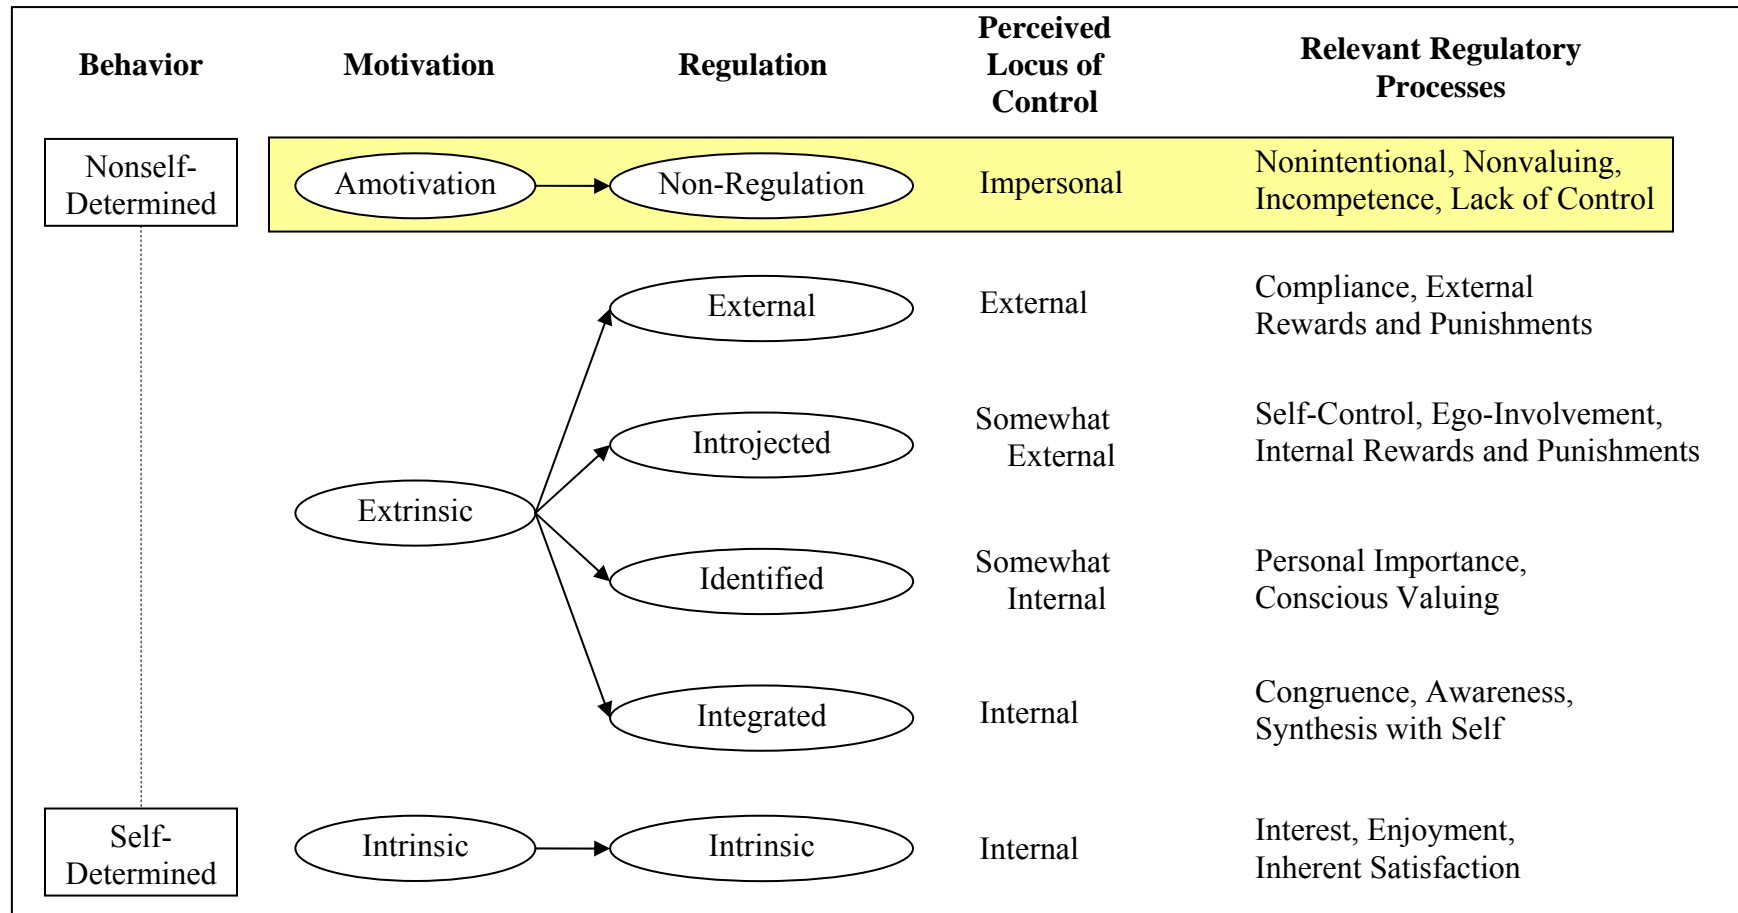 Behavior
Motivation
Regulation
Perceived
Locus of
Control
Relevant Regulatory
Processes
Nonself-
Determined
Amotivation
Non-Regulation
Impersonal
Nonintentional, Nonvaluing,
Incompetence, Lack of Control
External
External
Compliance, External
Rewards and Punishments
Introjected
Somewhat
External
Self-Control, Ego-Involvement,
Internal Rewards and Punishments
Extrinsic
Identified
Somewhat
Internal
Personal Importance,
Conscious Valuing
Integrated
Internal
Congruence, Awareness,
Synthesis with Self
Self-
Determined
Intrinsic
Intrinsic
Internal
Interest, Enjoyment,
Inherent Satisfaction